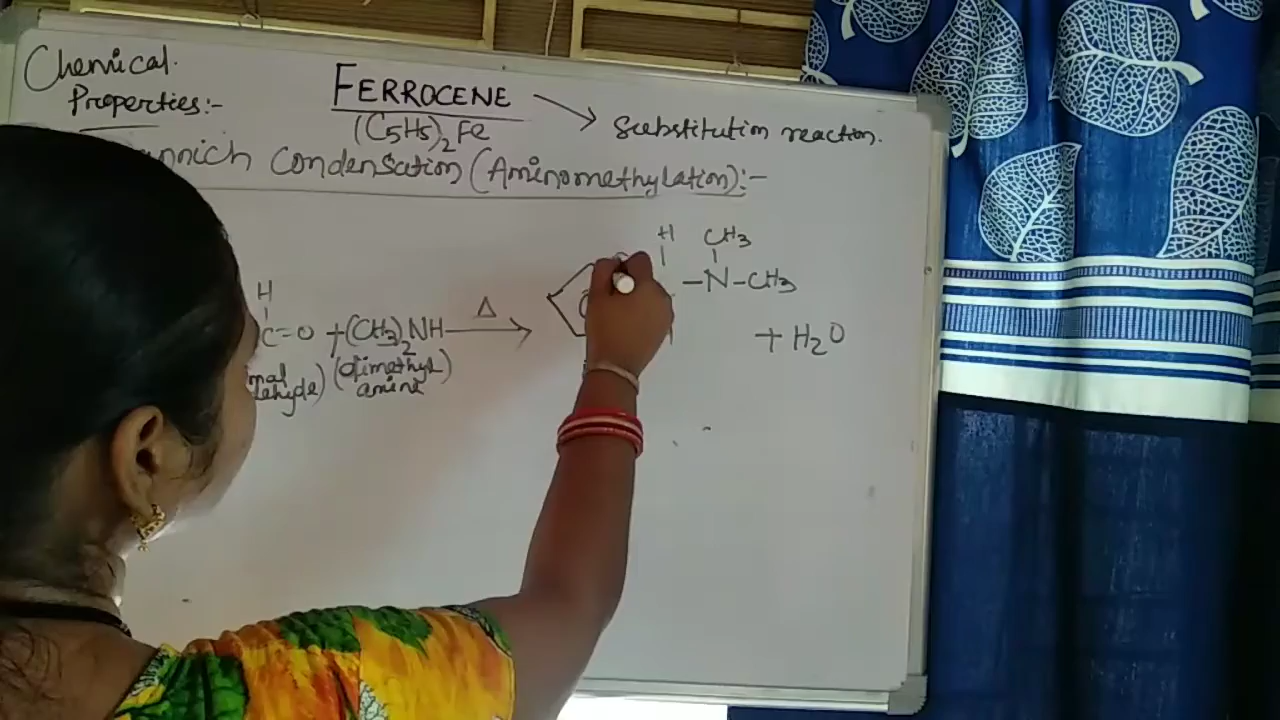 Chemical
Properties:-
FERROCENE → Substitution reaction.
(C5H5)2Fe
Condensation (Aminomethylation):-
H
H CH3
C=O + (CH3)2NH Δ →
-N-CH3
+ H2O
(dimethyl
amine